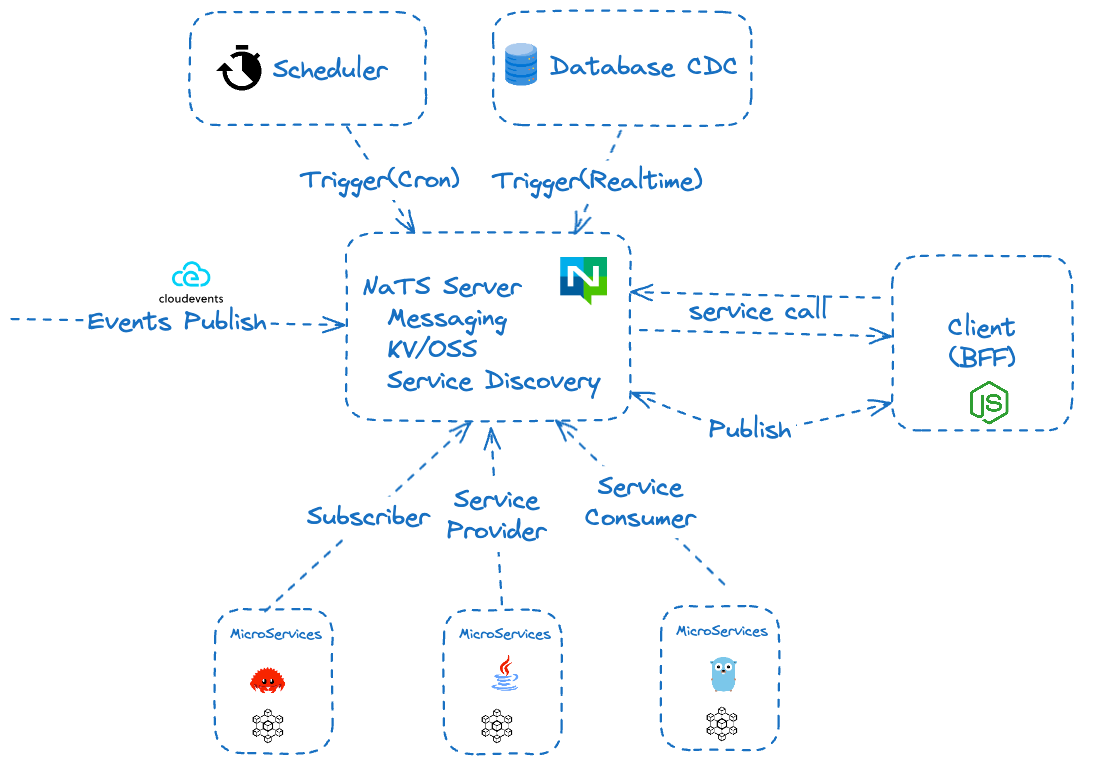 Scheduler
Database CDC
Trigger(Cron)
Trigger(Realtime)
cloudevents
Events Publish
NaTS Server
N
Messaging
KV/OSS
Service Discovery
service call
Client
(BFF)
JS
Publish
Subscriber
Service
Provider
Service
Consumer
MicroServices
MicroServices
MicroServices